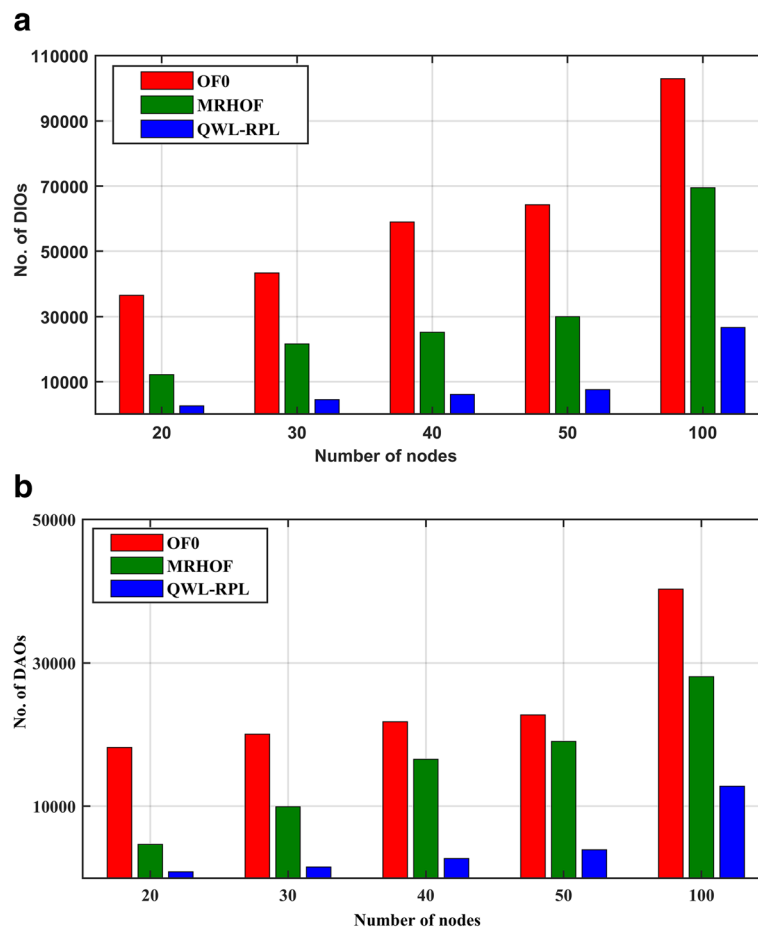 a
110000
90000
70000
50000
30000
10000
No. of DIOs
OF0
MRHOF
QWL-RPL
20 30 40 50 100
Number of nodes
b
50000
30000
10000
No. of DAOs
OF0
MRHOF
QWL-RPL
20 30 40 50 100
Number of nodes